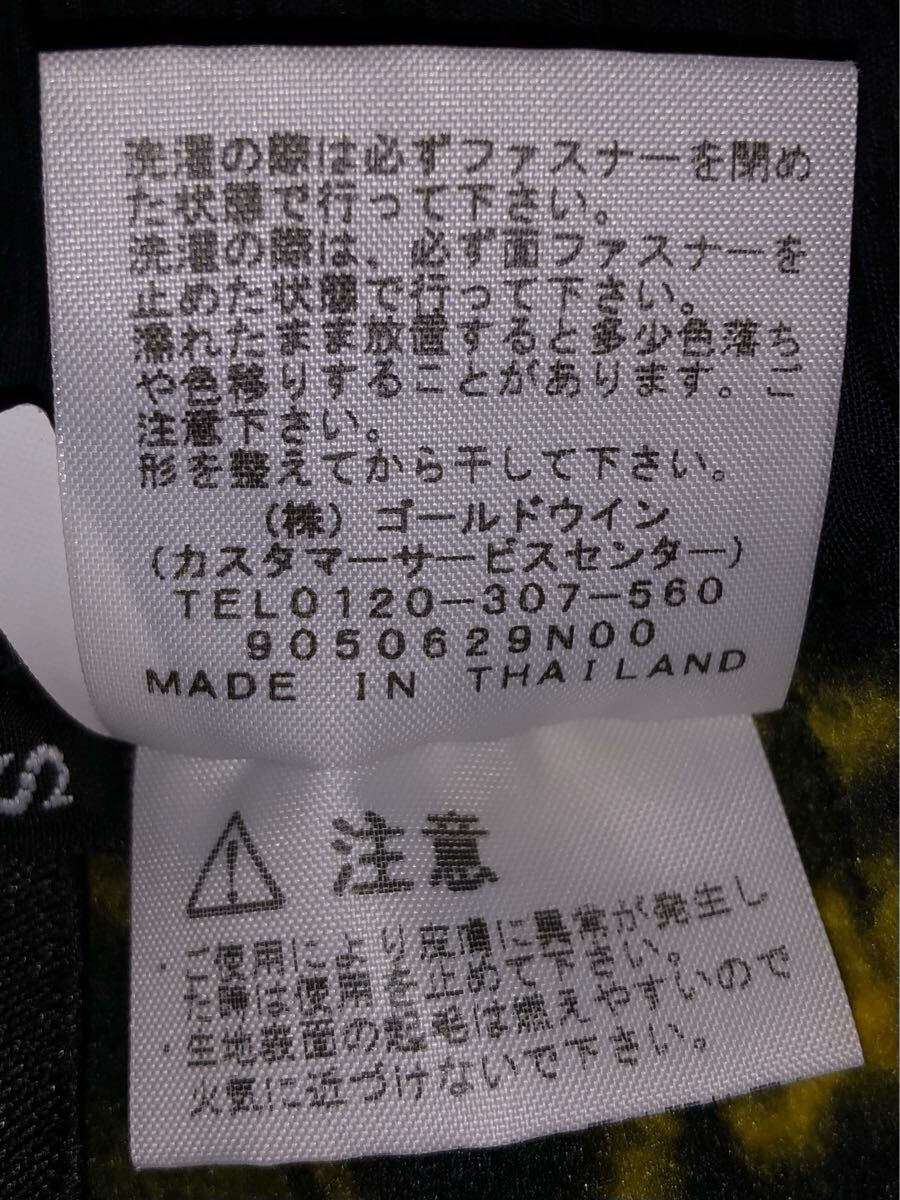 洗濯の際は必ずファスナーを閉め
た状態で行って下さい。
洗濯の際は、必ず面ファスナーを
止めた状態で行って下さい。
濡れたまま放置すると多少色落ち
や色移りすることがあります。ご
注意下さい。
形を整えてから干して下さい。
(株) ゴールドウイン
(カスタマーサービスセンター)
TEL0120-307-560
9050629N00
MADE IN THAILAND
S
注意
・ご使用により皮膚に異常が発生し
た時は使用を止めて下さい。
・生地表面の起毛は燃えやすいので
火気に近づけないで下さい。